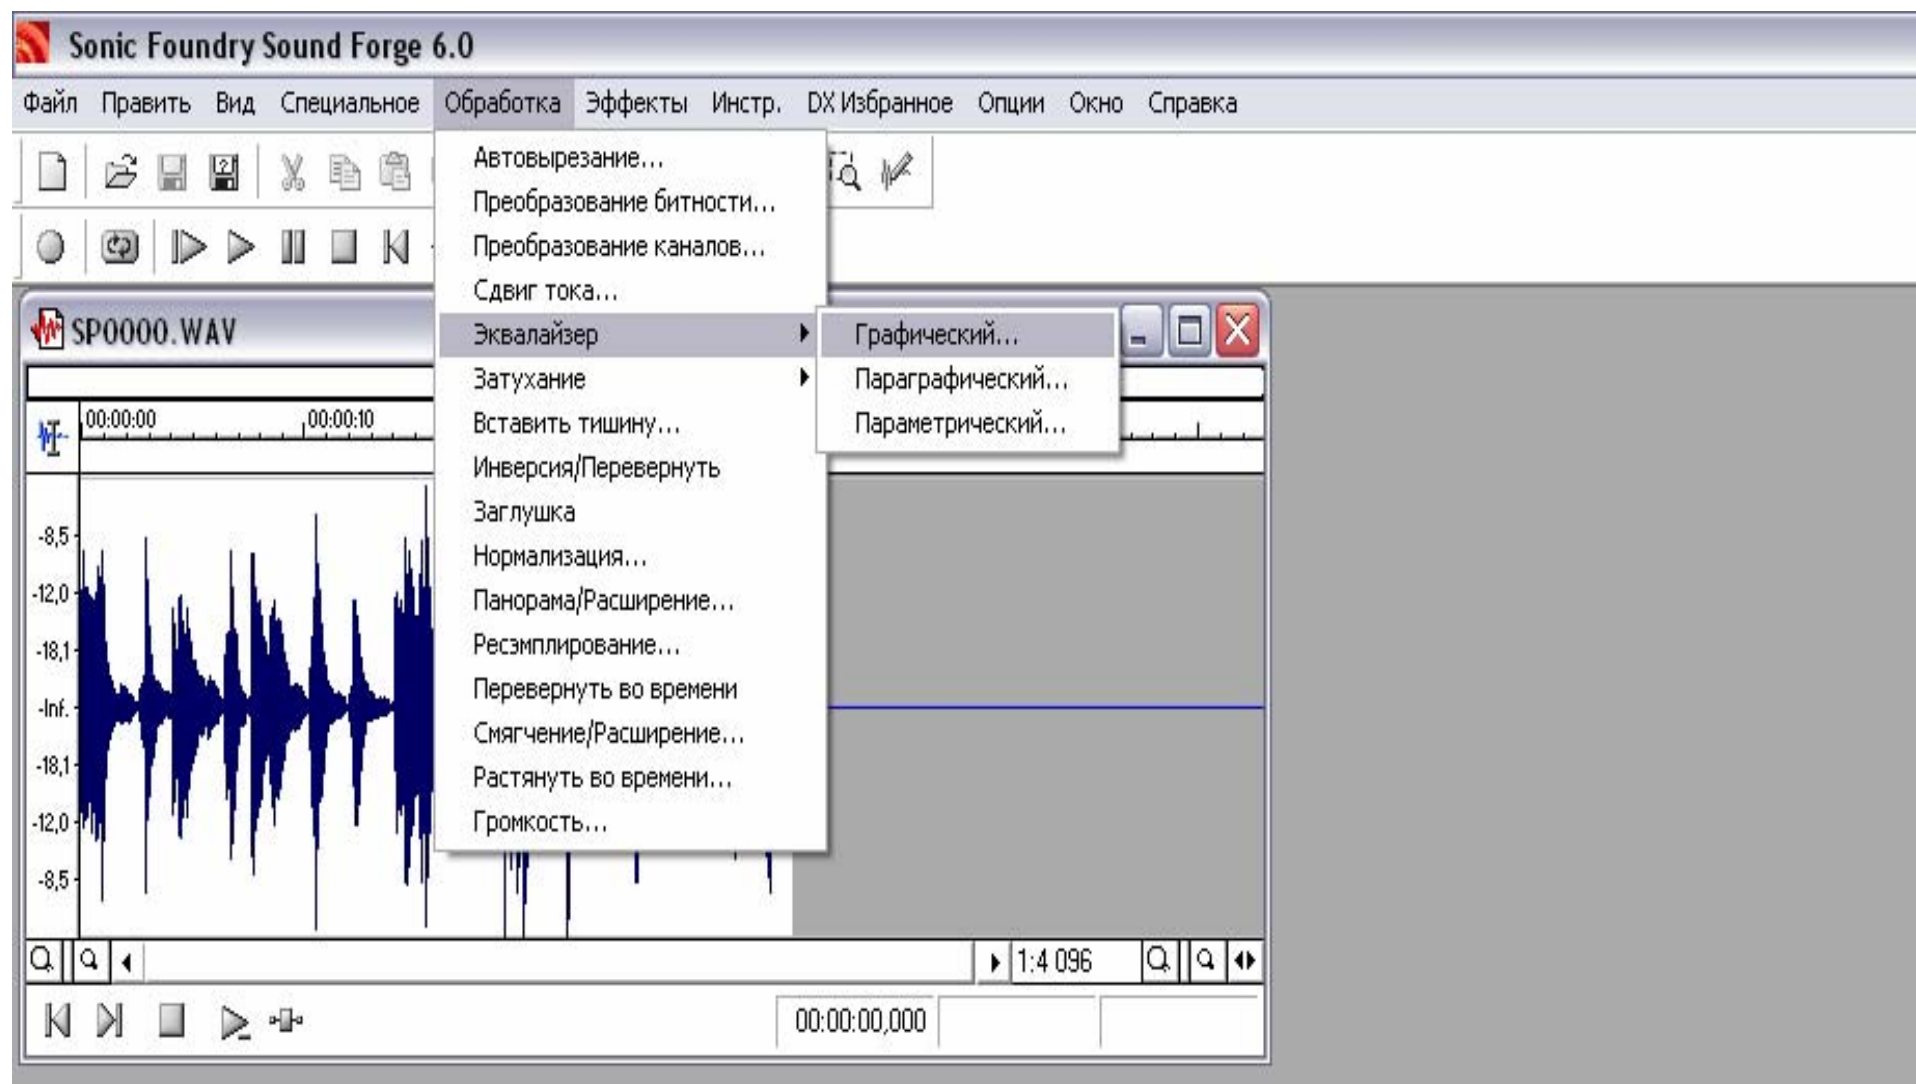 Sonic Foundry Sound Forge 6.0
Файл Править Вид Специальное Обработка Эффекты Инстр. DX Избранное Опции Окно Справка
Автовырезание...
Преобразование битности...
Преобразование каналов...
Сдвиг тока...
Эквалайзер
Затухание
Вставить тишину...
Инверсия/Перевернуть
Заглушка
Нормализация...
Панорама/Расширение...
Ресэмплирование...
Перевернуть во времени
Смягчение/Расширение...
Растянуть во времени...
Громкость...
Графический...
Параграфический...
Параметрический...
SP0000.WAV
00:00:00 00:00:10
-8,5
-12,0
-18,1
-Inf.
-18,1
-12,0
-8,5
1:4 096
00:00:00,000